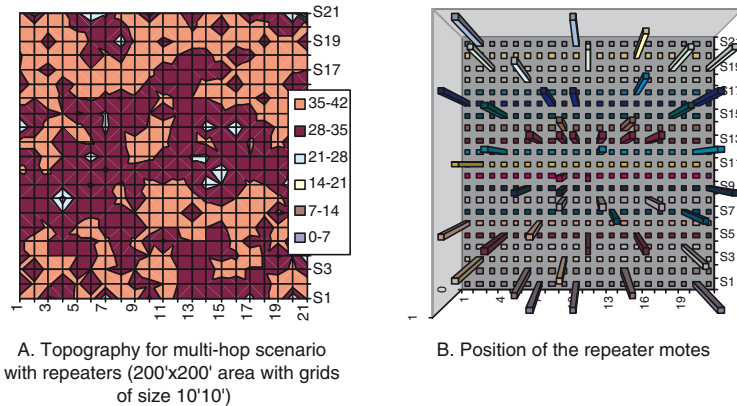 S21
S19
S17
35-42
28-35
21-28
14-21
7-14
0-7
S3
S1
1 3 5 7 9 11 13 15 17 19 21
A. Topography for multi-hop scenario
with repeaters (200'x200' area with grids
of size 10'10')
S21
S19
S17
S15
S13
S11
S9
S7
S5
S3
S1
0
1
1 4 7 9 13 16 19
B. Position of the repeater motes